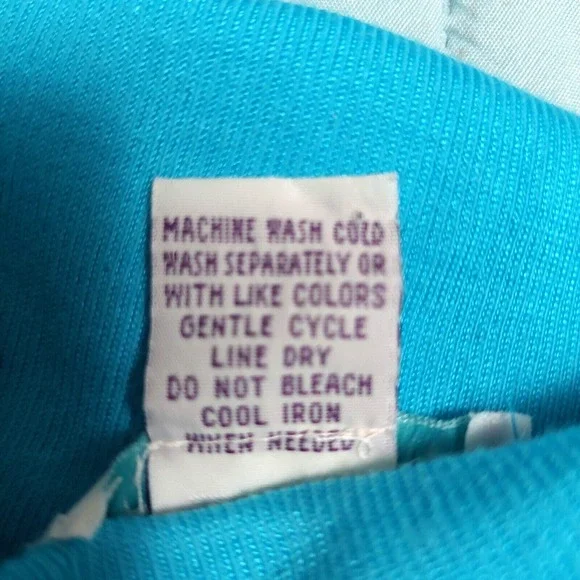 MACHINE WASH COLD
WASH SEPARATELY OR
WITH LIKE COLORS
GENTLE CYCLE
LINE DRY
DO NOT BLEACH
COOL IRON
WHEN NEEDED